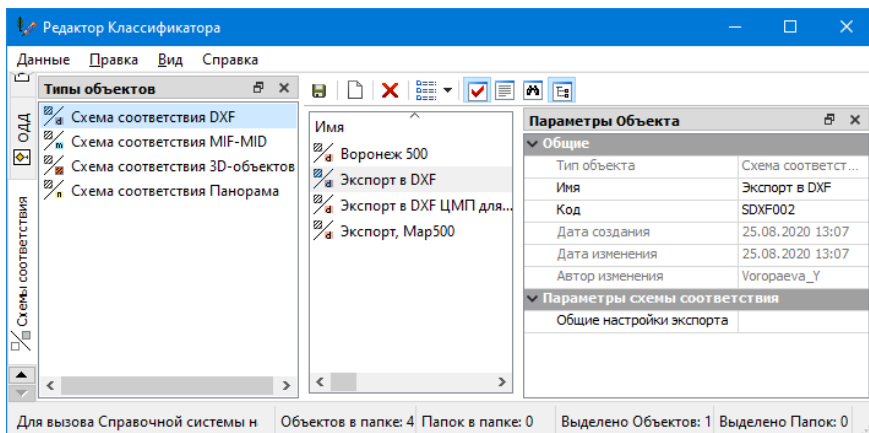 Редактор Классификатора
Данные Правка Вид Справка
Типы объектов
Схема соответствия DXF
Схема соответствия MIF-MID
Схема соответствия 3D-объектов
Схема соответствия Панорама
ОДД
Схемы соответствия
Имя
Воронеж 500
Экспорт в DXF
Экспорт в DXF ЦМП для...
Экспорт, Map500
Параметры Объекта
Общие
Тип объекта Схема соответст...
Имя Экспорт в DXF
Код SDXF002
Дата создания 25.08.2020 13:07
Дата изменения 25.08.2020 13:07
Автор изменения Voropaeva_Y
Параметры схемы соответствия
Общие настройки экспорта
Для вызова Справочной системы н Объектов в папке: 4 Папок в папке: 0 Выделено Объектов: 1 Выделено Папок: 0